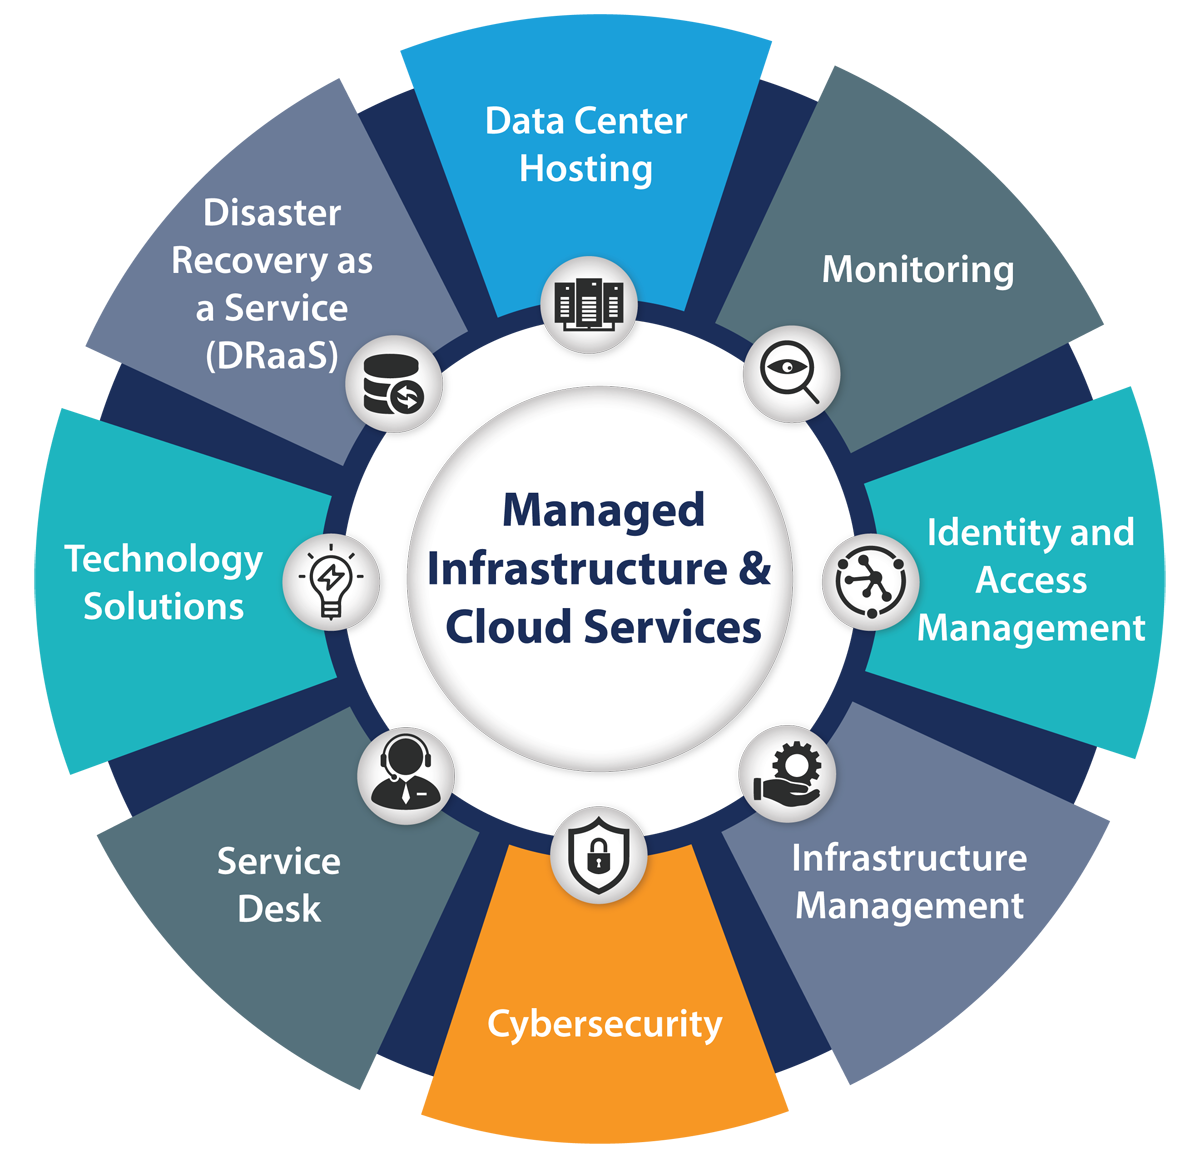 Data Center
Hosting
Monitoring
Identity and
Access
Management
Infrastructure
Management
Cybersecurity
Service
Desk
Technology
Solutions
Disaster
Recovery as
a Service
(DRaaS)
Managed
Infrastructure &
Cloud Services